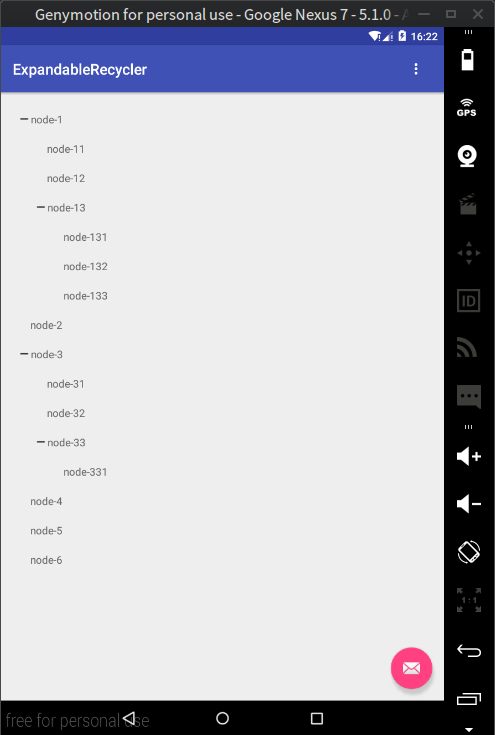 Genymotion for personal use - Google Nexus 7 - 5.1.0 -
16:22
ExpandableRecycler
node-1
node-11
node-12
node-13
node-131
node-132
node-133
node-2
node-3
node-31
node-32
node-33
node-331
node-4
node-5
node-6
GPS
ID
1:1
free for personal use